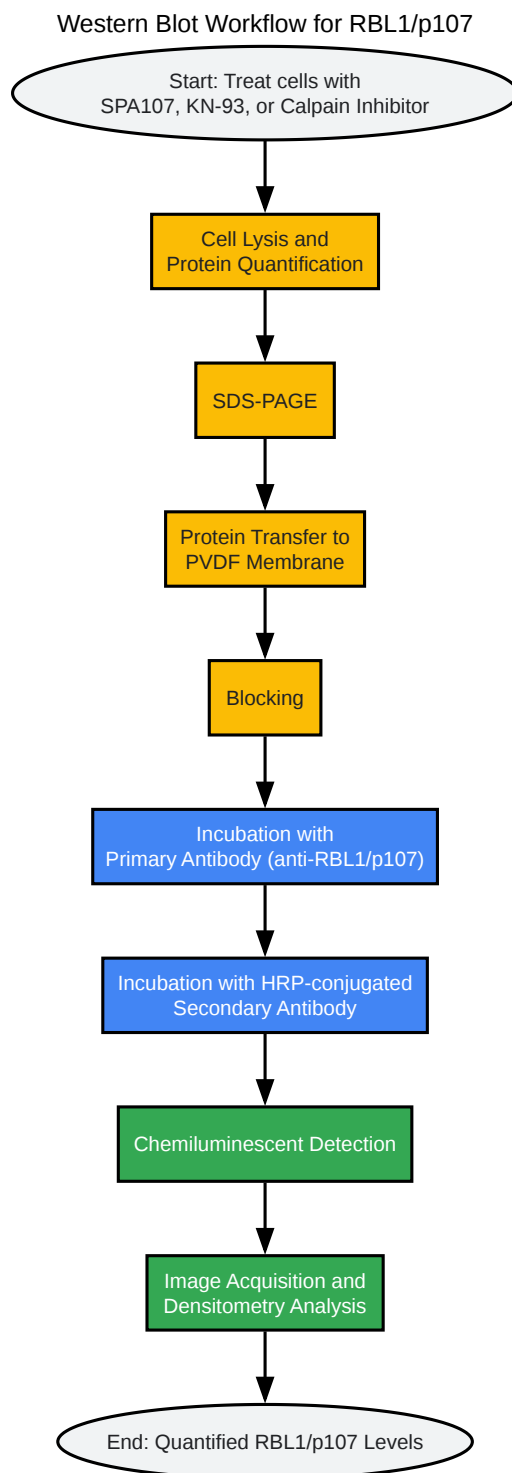 Western Blot Workflow for RBL1/p107
Start: Treat cells with
SPA107, KN-93, or Calpain Inhibitor
Cell Lysis and
Protein Quantification
SDS-PAGE
Protein Transfer to
PVDF Membrane
Blocking
Incubation with
Primary Antibody (anti-RBL1/p107)
Incubation with HRP-conjugated
Secondary Antibody
Chemiluminescent Detection
Image Acquisition and
Densitometry Analysis
End: Quantified RBL1/p107 Levels